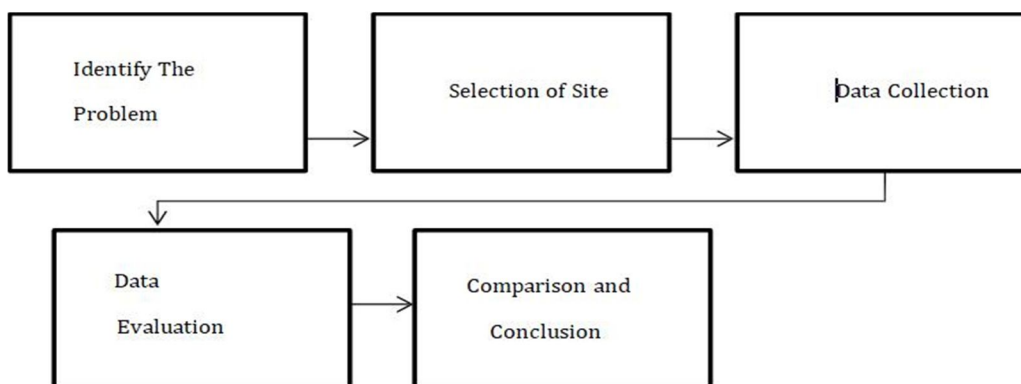 Identify The
Problem
Selection of Site
Data Collection
Data
Evaluation
Comparison and
Conclusion